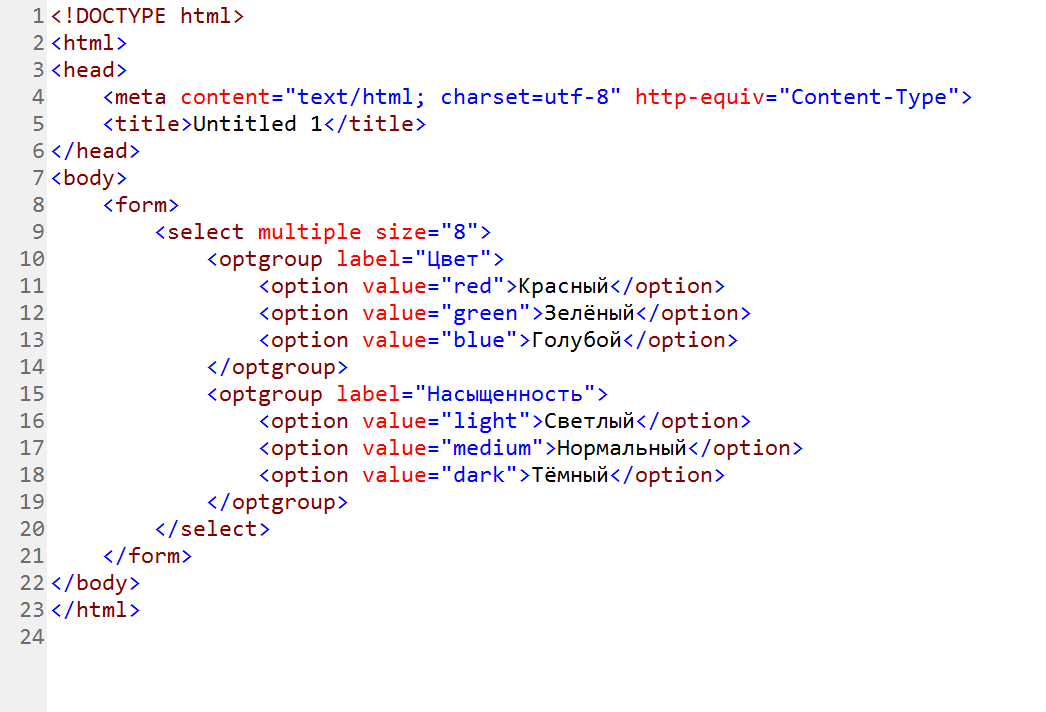 1 <!DOCTYPE html>
2 <html>
3 <head>
4     <meta content="text/html; charset=utf-8" http-equiv="Content-Type">
5     <title>Untitled 1</title>
6 </head>
7 <body>
8     <form>
9         <select multiple size="8">
10             <optgroup label="Цвет">
11                 <option value="red">Красный</option>
12                 <option value="green">Зелёный</option>
13                 <option value="blue">Голубой</option>
14             </optgroup>
15             <optgroup label="Насыщенность">
16                 <option value="light">Светлый</option>
17                 <option value="medium">Нормальный</option>
18                 <option value="dark">Тёмный</option>
19             </optgroup>
20         </select>
21     </form>
22 </body>
23 </html>
24